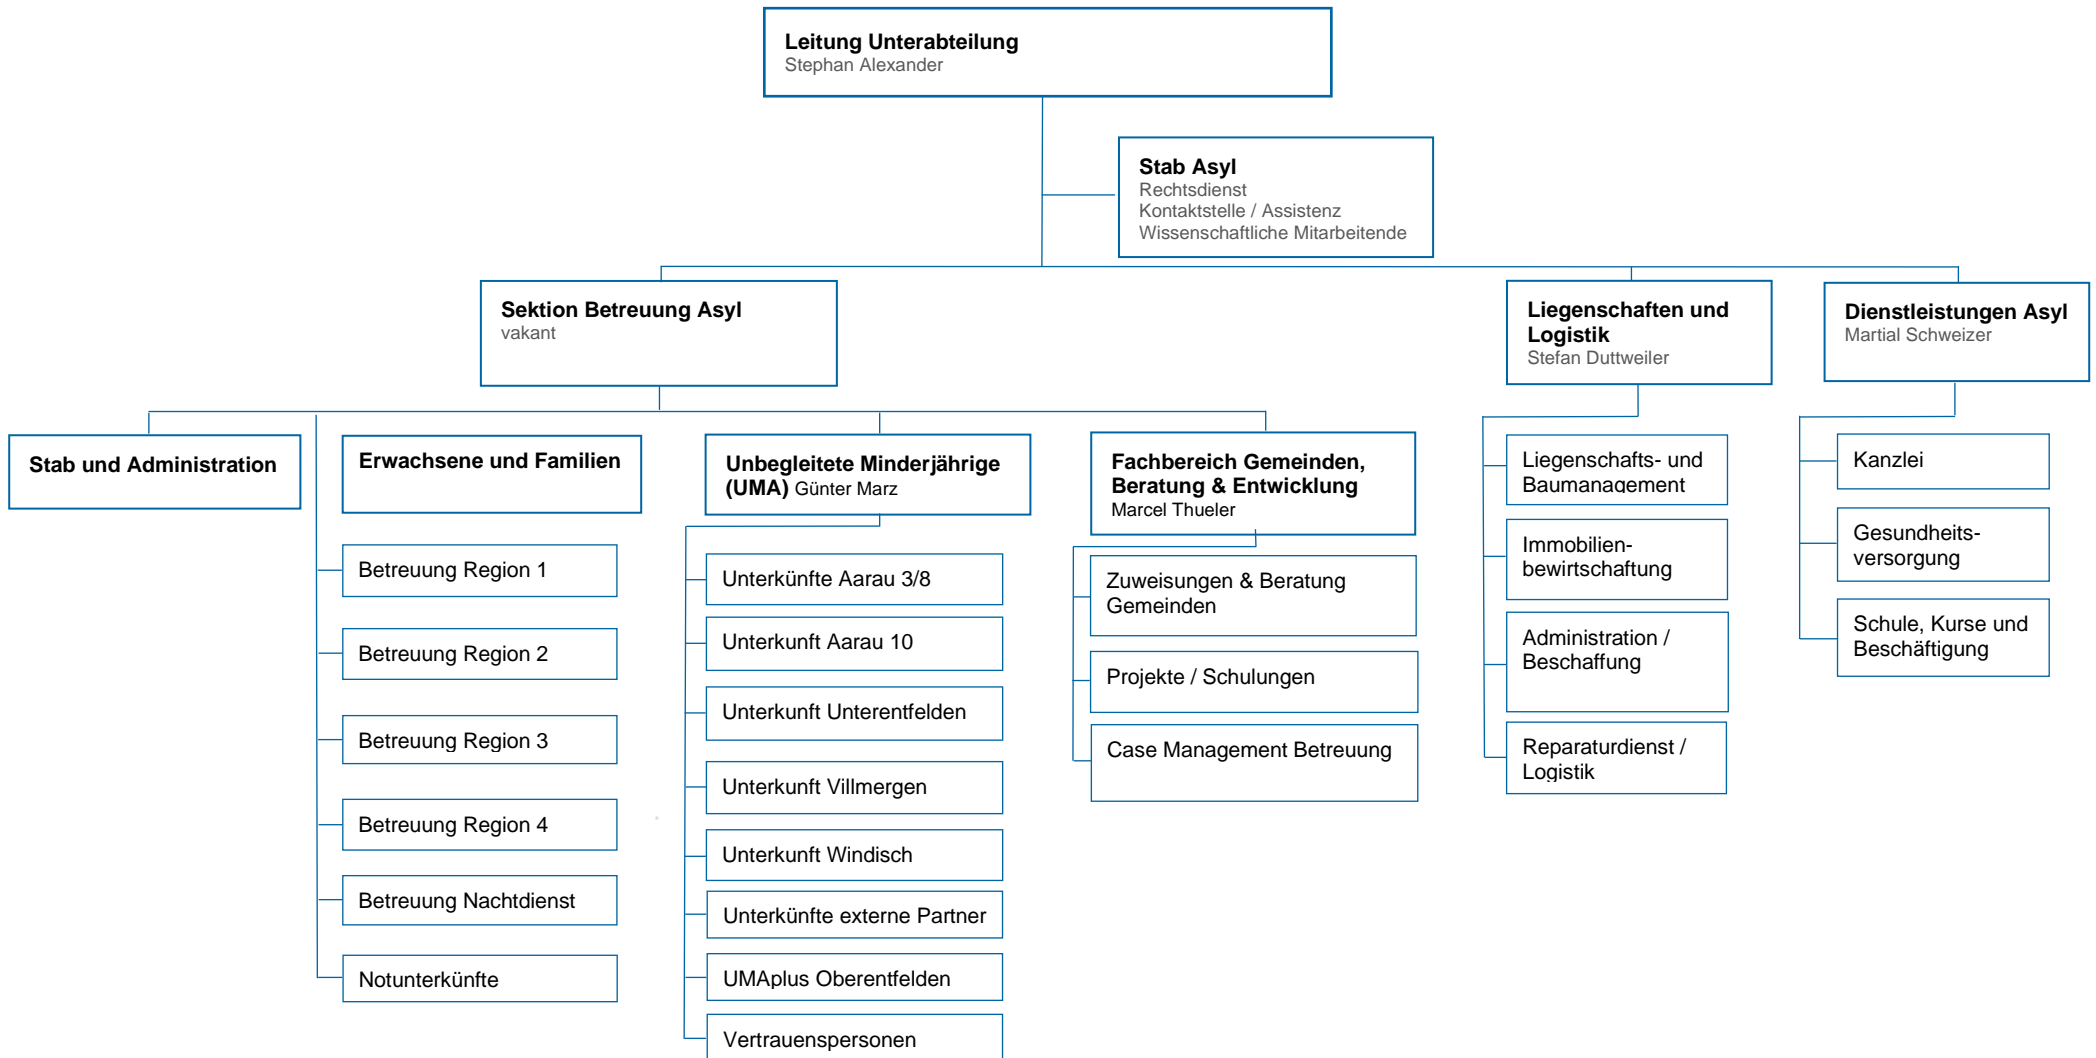 Leitung Unterabteilung
Stephan Alexander
Stab Asyl
Rechtsdienst
Kontaktstelle / Assistenz
Wissenschaftliche Mitarbeitende
Sektion Betreuung Asyl
vakant
Liegenschaften und
Logistik
Stefan Duttweiler
Dienstleistungen Asyl
Martial Schweizer
Stab und Administration
Erwachsene und Familien
Betreuung Region 1
Betreuung Region 2
Betreuung Region 3
Betreuung Region 4
Betreuung Nachtdienst
Notunterkünfte
Unbegleitete Minderjährige
(UMA) Günter Marz
Unterkünfte Aarau 3/8
Unterkunft Aarau 10
Unterkunft Unterentfelden
Unterkunft Villmergen
Unterkunft Windisch
Unterkünfte externe Partner
UMAplus Oberentfelden
Vertrauenspersonen
Fachbereich Gemeinden,
Beratung & Entwicklung
Marcel Thueler
Zuweisungen & Beratung
Gemeinden
Projekte / Schulungen
Case Management Betreuung
Liegenschafts- und
Baumanagement
Immobilien-
bewirtschaftung
Administration /
Beschaffung
Reparaturdienst /
Logistik
Kanzlei
Gesundheits-
versorgung
Schule, Kurse und
Beschäftigung